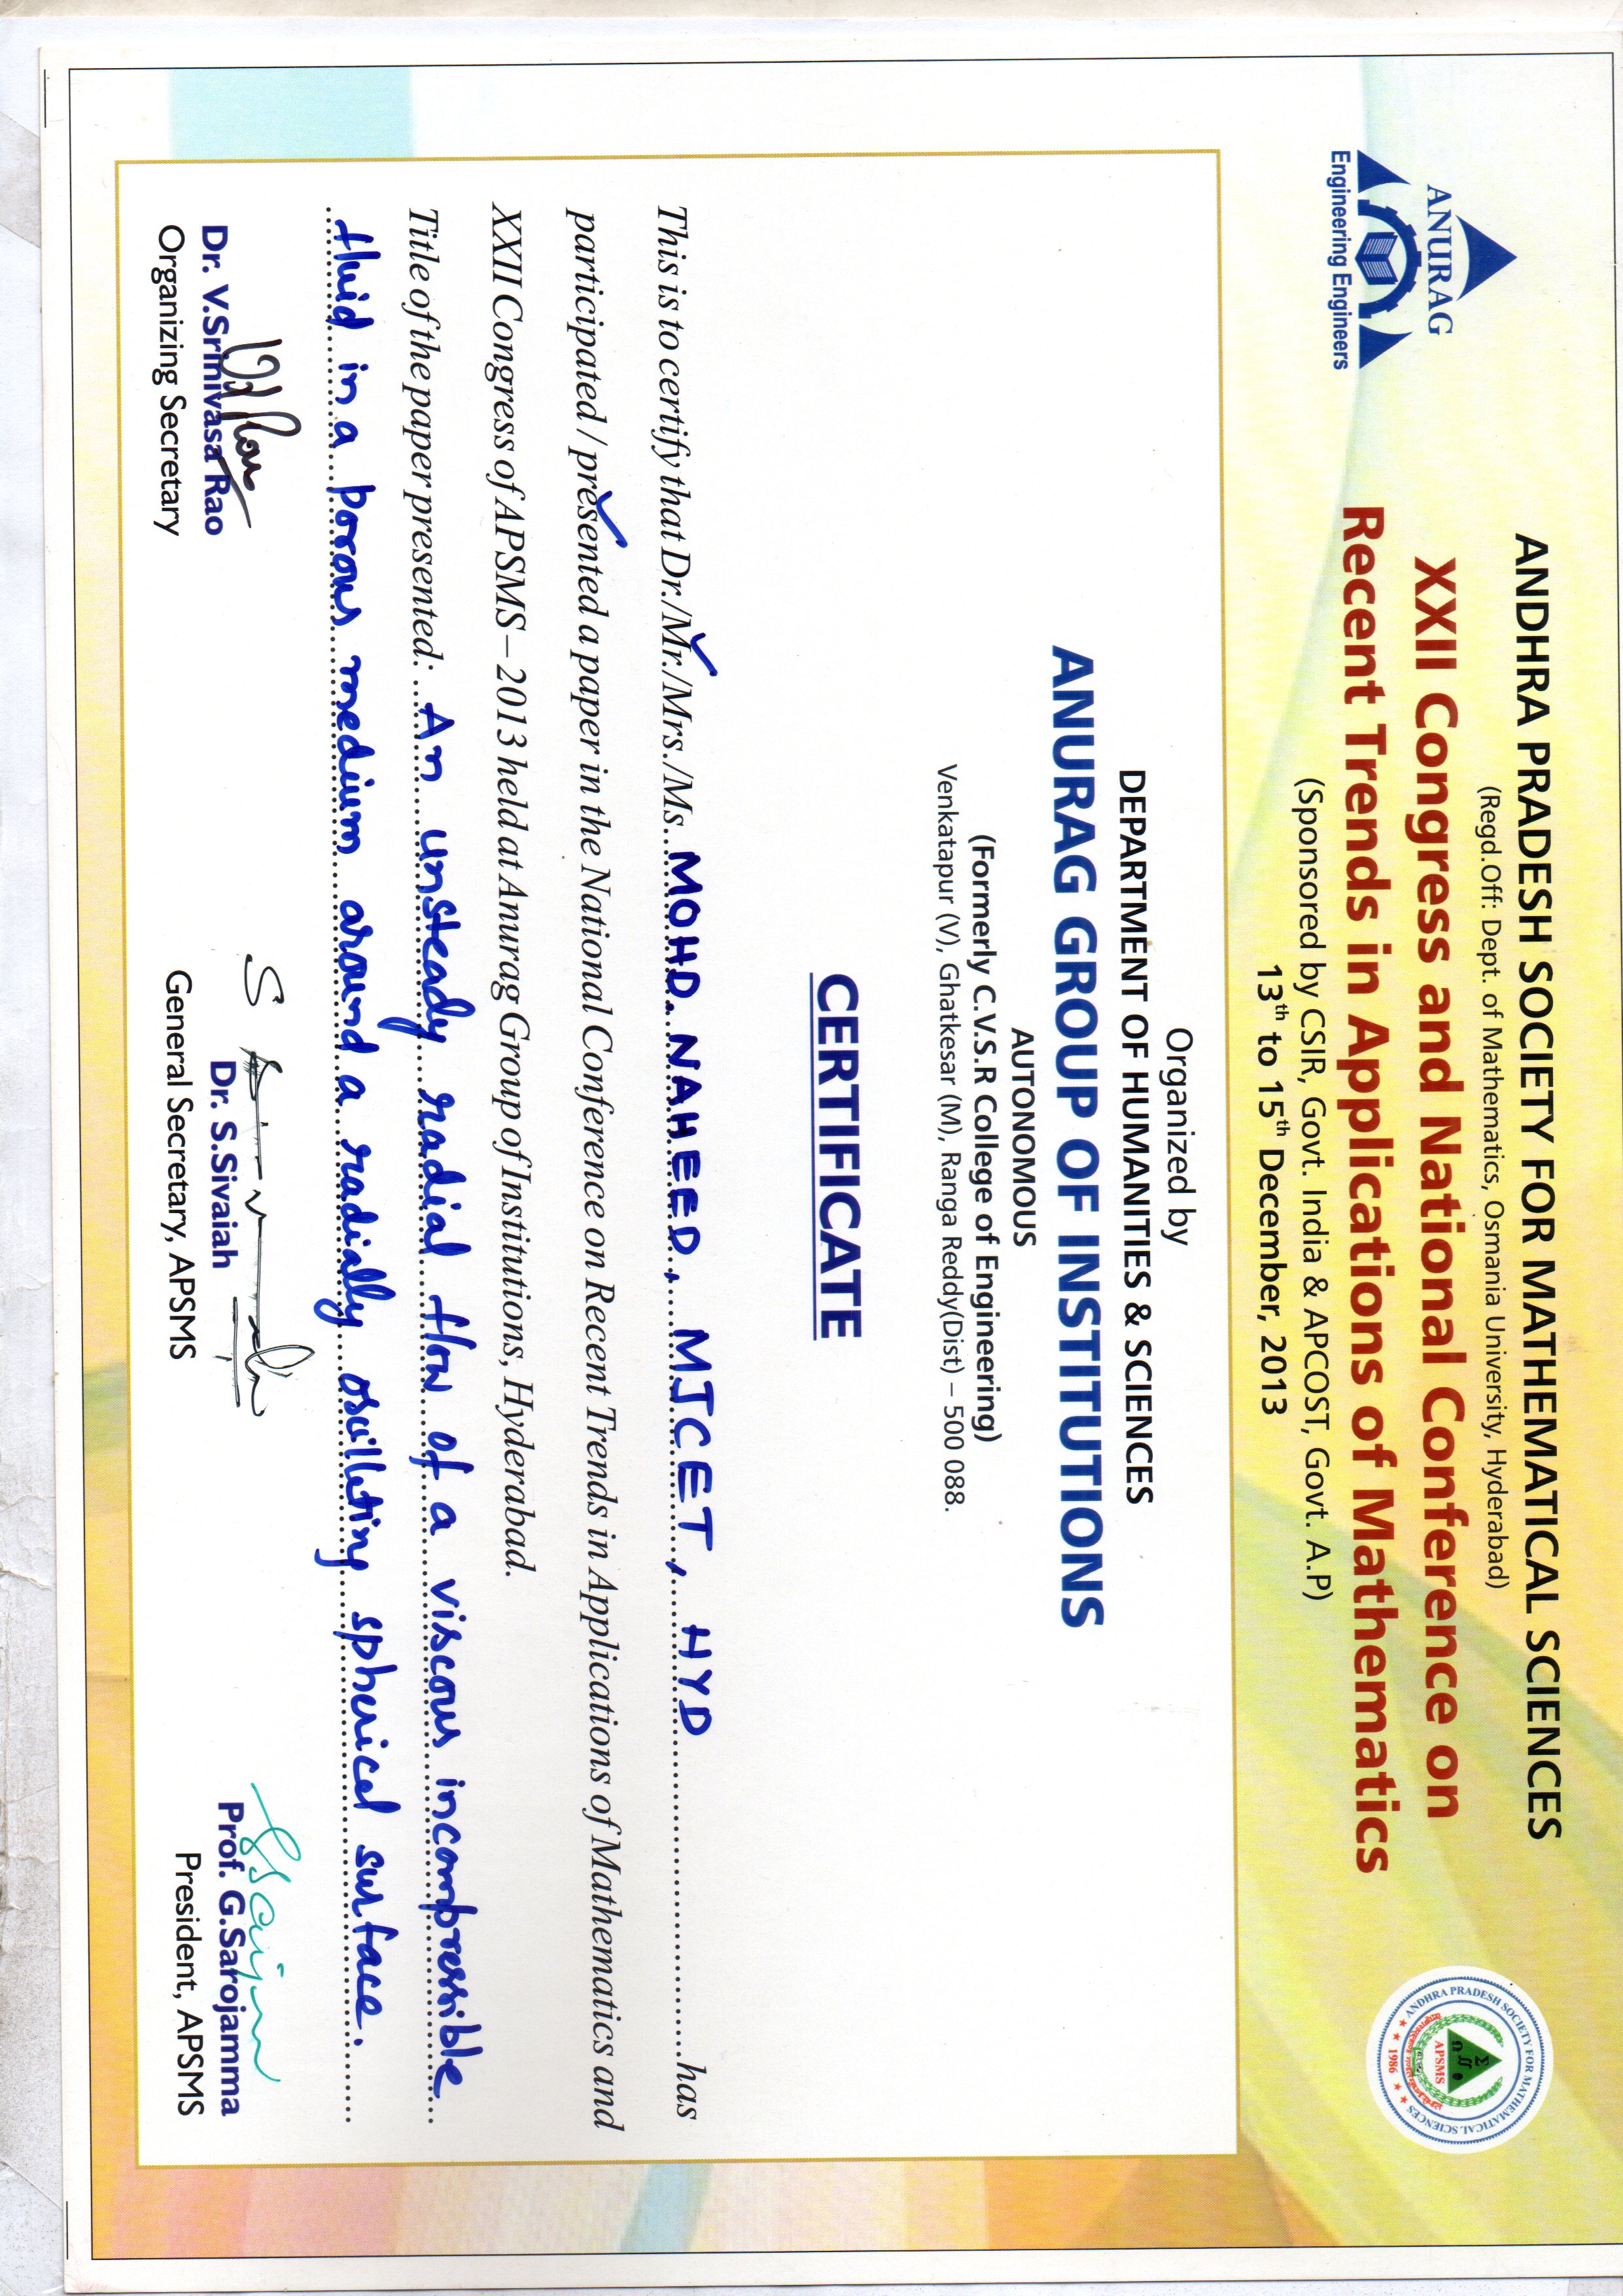 ANURAG
Engineering Engineers
ANDHRA PRADESH SOCIETY FOR MATHEMATICAL SCIENCES
(Regd.Off: Dept. of Mathematics, Osmania University, Hyderabad)
XXII Congress and National Conference on
Recent Trends in Applications of Mathematics
(Sponsored by CSIR, Govt. India & APCOST, Govt. A.P)
13th to 15th December, 2013
ANDHRA PRADESH SOCIETY FOR MATHEMATICAL SCIENCES
APSMS
1986
Organized by
DEPARTMENT OF HUMANITIES & SCIENCES
ANURAG GROUP OF INSTITUTIONS
AUTONOMOUS
(Formerly C.V.S.R College of Engineering)
Venkatapur (V), Ghatkesar (M), Ranga Reddy(Dist) – 500 088.
CERTIFICATE
This is to certify that Dr./Mr./Mrs./Ms. MOHD. NAHEED, MJCET, HYD has
participated / presented a paper in the National Conference on Recent Trends in Applications of Mathematics and
XXII Congress of APSMS – 2013 held at Anurag Group of Institutions, Hyderabad.
Title of the paper presented: An unsteady radial flow of a viscous incompressible
fluid in a porous medium around a radially oscillating spherical surface.
Dr. V.Srinivasa Rao
Organizing Secretary
Dr. S.Sivaiah
General Secretary, APSMS
Prof. G.Sarojamma
President, APSMS